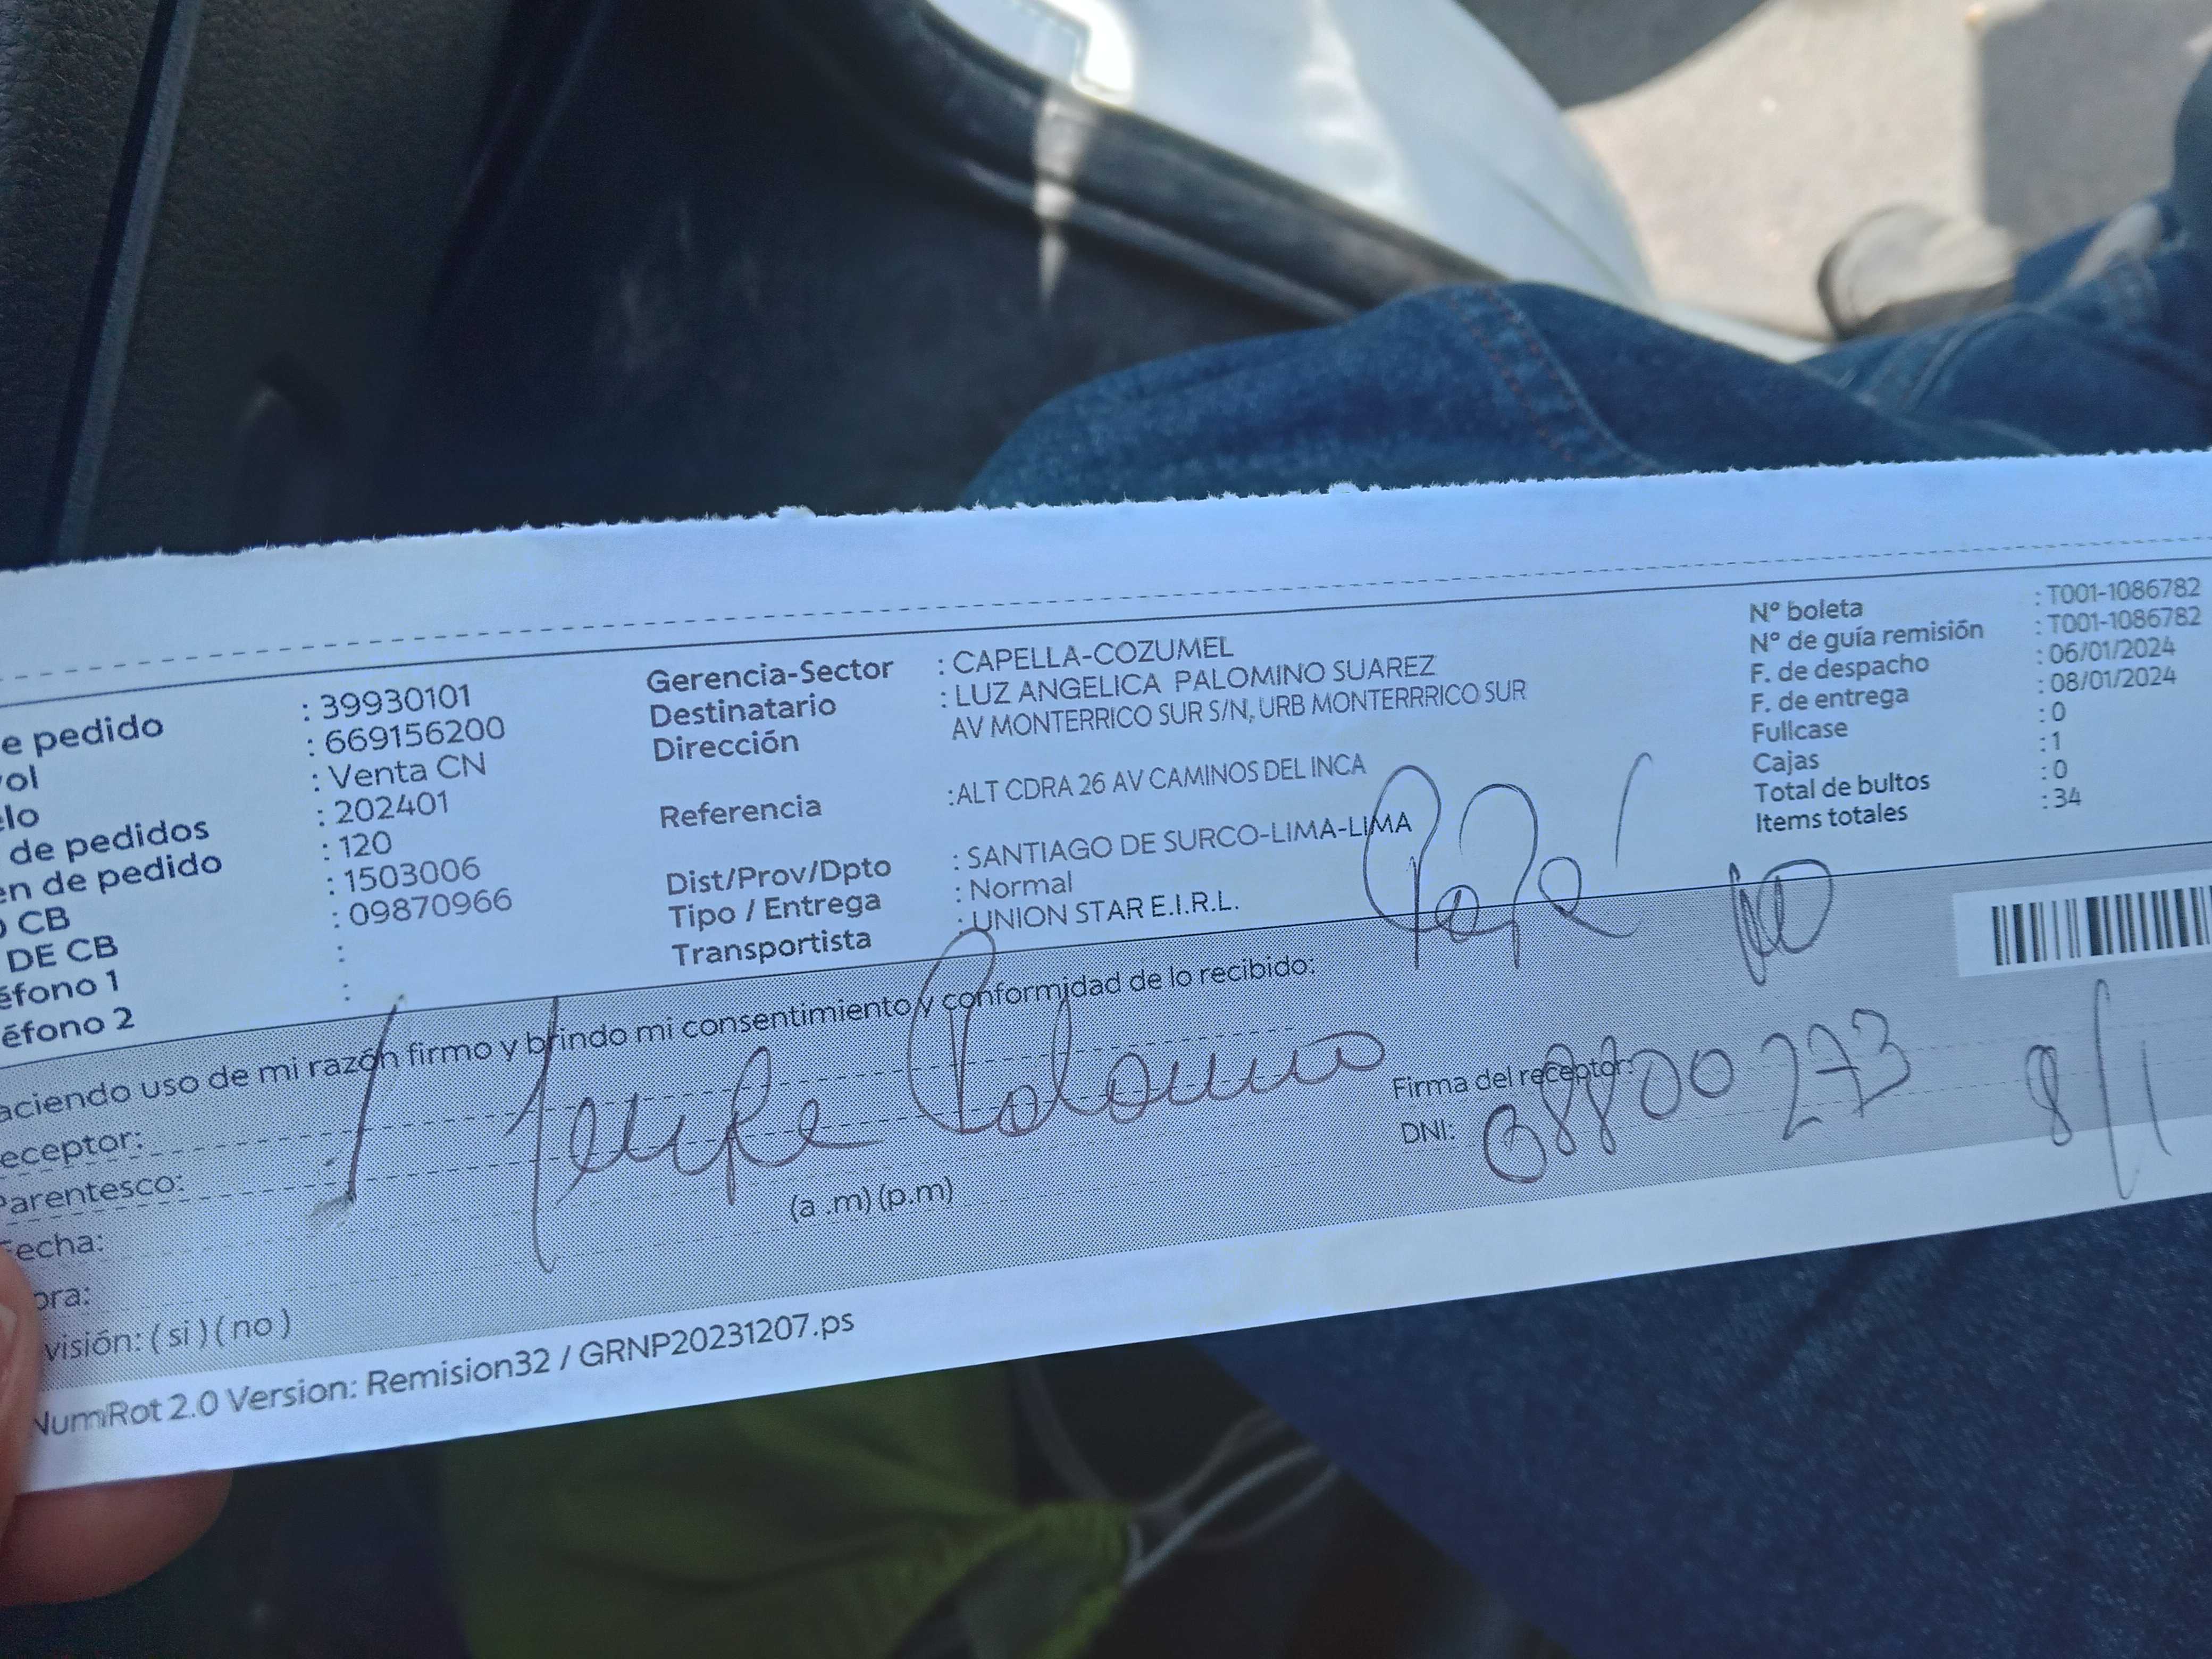 e pedido : 39930101
ol : 669156200
elo : Venta CN
de pedidos : 202401
en de pedido : 120
CB : 1503006
DE CB : 09870966
éfono 1 :
éfono 2 :
Gerencia-Sector : CAPELLA-COZUMEL
Destinatario : LUZ ANGELICA PALOMINO SUAREZ
Dirección AV MONTERRICO SUR S/N, URB MONTERRRICO SUR
Referencia :ALT CDRA 26 AV CAMINOS DEL INCA
Dist/Prov/Dpto : SANTIAGO DE SURCO-LIMA-LIMA
Tipo / Entrega : Normal
Transportista : UNION STAR E.I.R.L.
Nº boleta : T001-1086782
Nº de guía remisión : T001-1086782
F. de despacho : 06/01/2024
F. de entrega : 08/01/2024
Fullcase :0
Cajas :1
Total de bultos :0
Items totales :34
Papá
aciendo uso de mi razón firmo y brindo mi consentimiento y conformidad de lo recibido:
eceptor: Felipe Palomino
Parentesco:
Fecha:
ora: (a .m) (p.m)
visión: ( si ) ( no )
Firma del receptor:
DNI: 08800273
8/1
NumRot 2.0 Version: Remision32 / GRNP20231207.ps